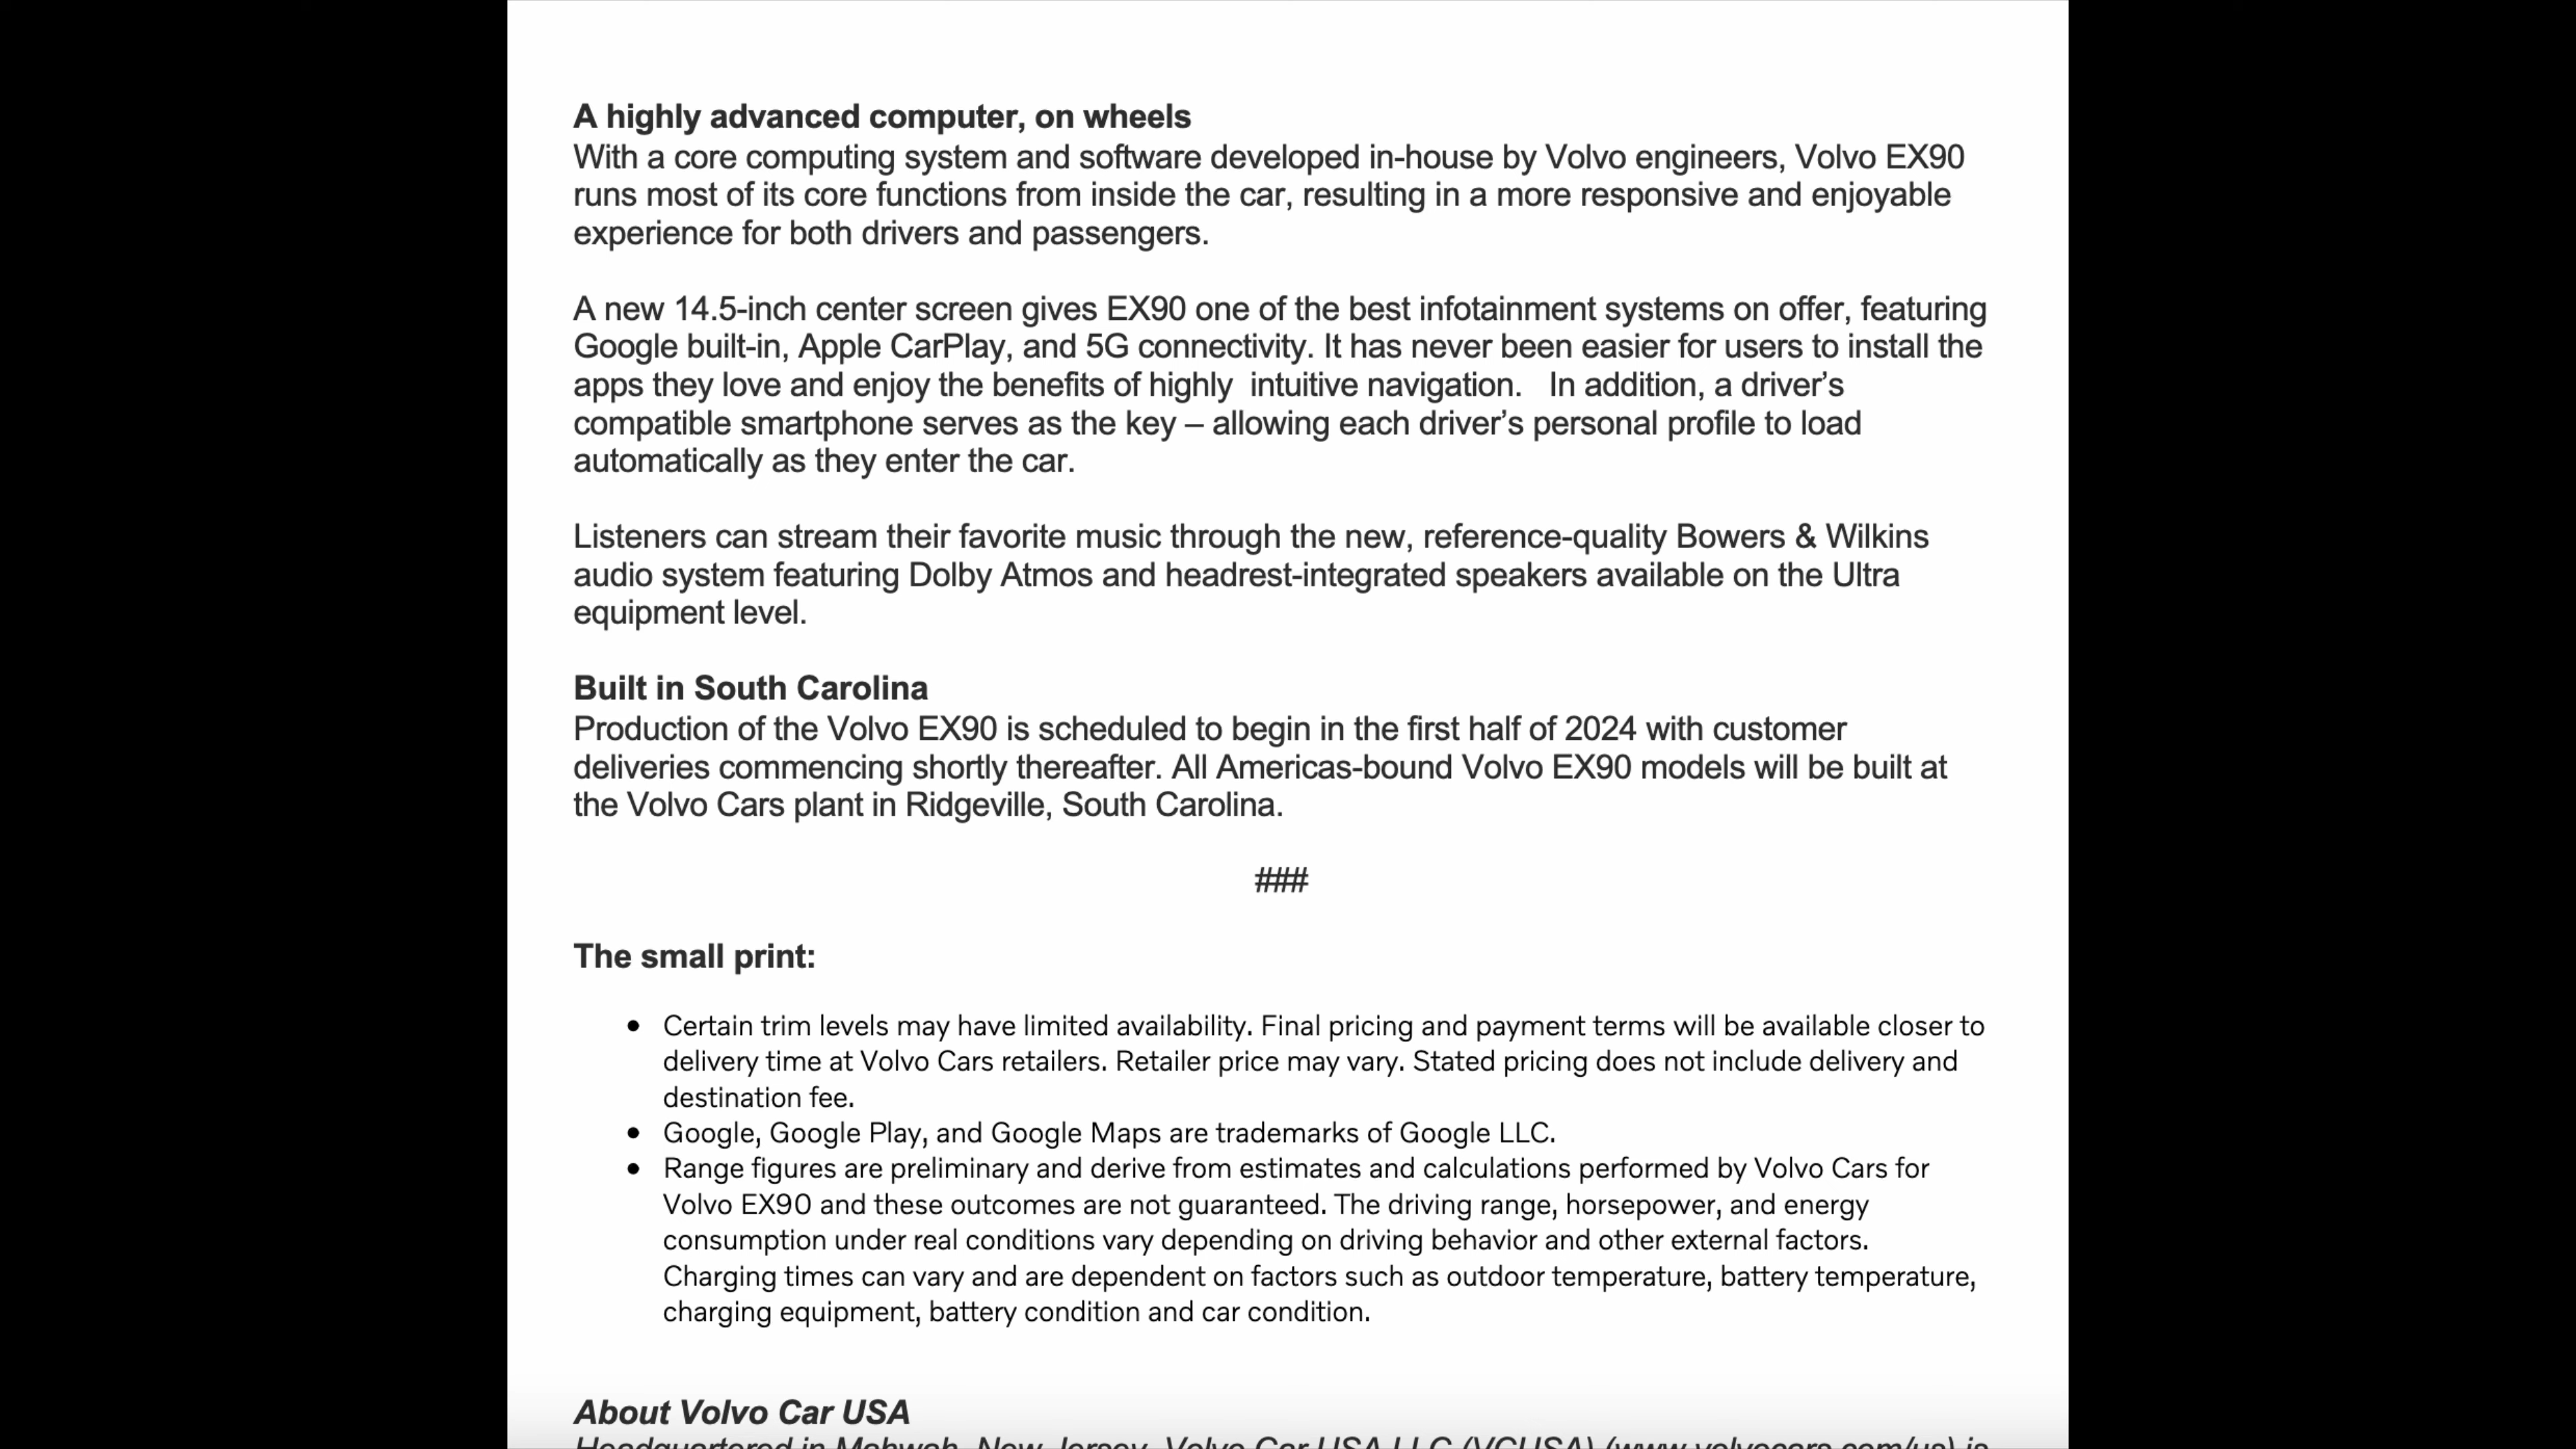 A highly advanced computer, on wheels
With a core computing system and software developed in-house by Volvo engineers, Volvo EX90
runs most of its core functions from inside the car, resulting in a more responsive and enjoyable
experience for both drivers and passengers.
A new 14.5-inch center screen gives EX90 one of the best infotainment systems on offer, featuring
Google built-in, Apple CarPlay, and 5G connectivity. It has never been easier for users to install the
apps they love and enjoy the benefits of highly  intuitive navigation.   In addition, a driver’s
compatible smartphone serves as the key – allowing each driver’s personal profile to load
automatically as they enter the car.
Listeners can stream their favorite music through the new, reference-quality Bowers & Wilkins
audio system featuring Dolby Atmos and headrest-integrated speakers available on the Ultra
equipment level.
Built in South Carolina
Production of the Volvo EX90 is scheduled to begin in the first half of 2024 with customer
deliveries commencing shortly thereafter. All Americas-bound Volvo EX90 models will be built at
the Volvo Cars plant in Ridgeville, South Carolina.
###
The small print:
• Certain trim levels may have limited availability. Final pricing and payment terms will be available closer to
delivery time at Volvo Cars retailers. Retailer price may vary. Stated pricing does not include delivery and
destination fee.
• Google, Google Play, and Google Maps are trademarks of Google LLC.
• Range figures are preliminary and derive from estimates and calculations performed by Volvo Cars for
Volvo EX90 and these outcomes are not guaranteed. The driving range, horsepower, and energy
consumption under real conditions vary depending on driving behavior and other external factors.
Charging times can vary and are dependent on factors such as outdoor temperature, battery temperature,
charging equipment, battery condition and car condition.
About Volvo Car USA
Headquartered in Mahwah, New Jersey, Volvo Car USA LLC (VCUSA) (www.volvocars.com/us) is